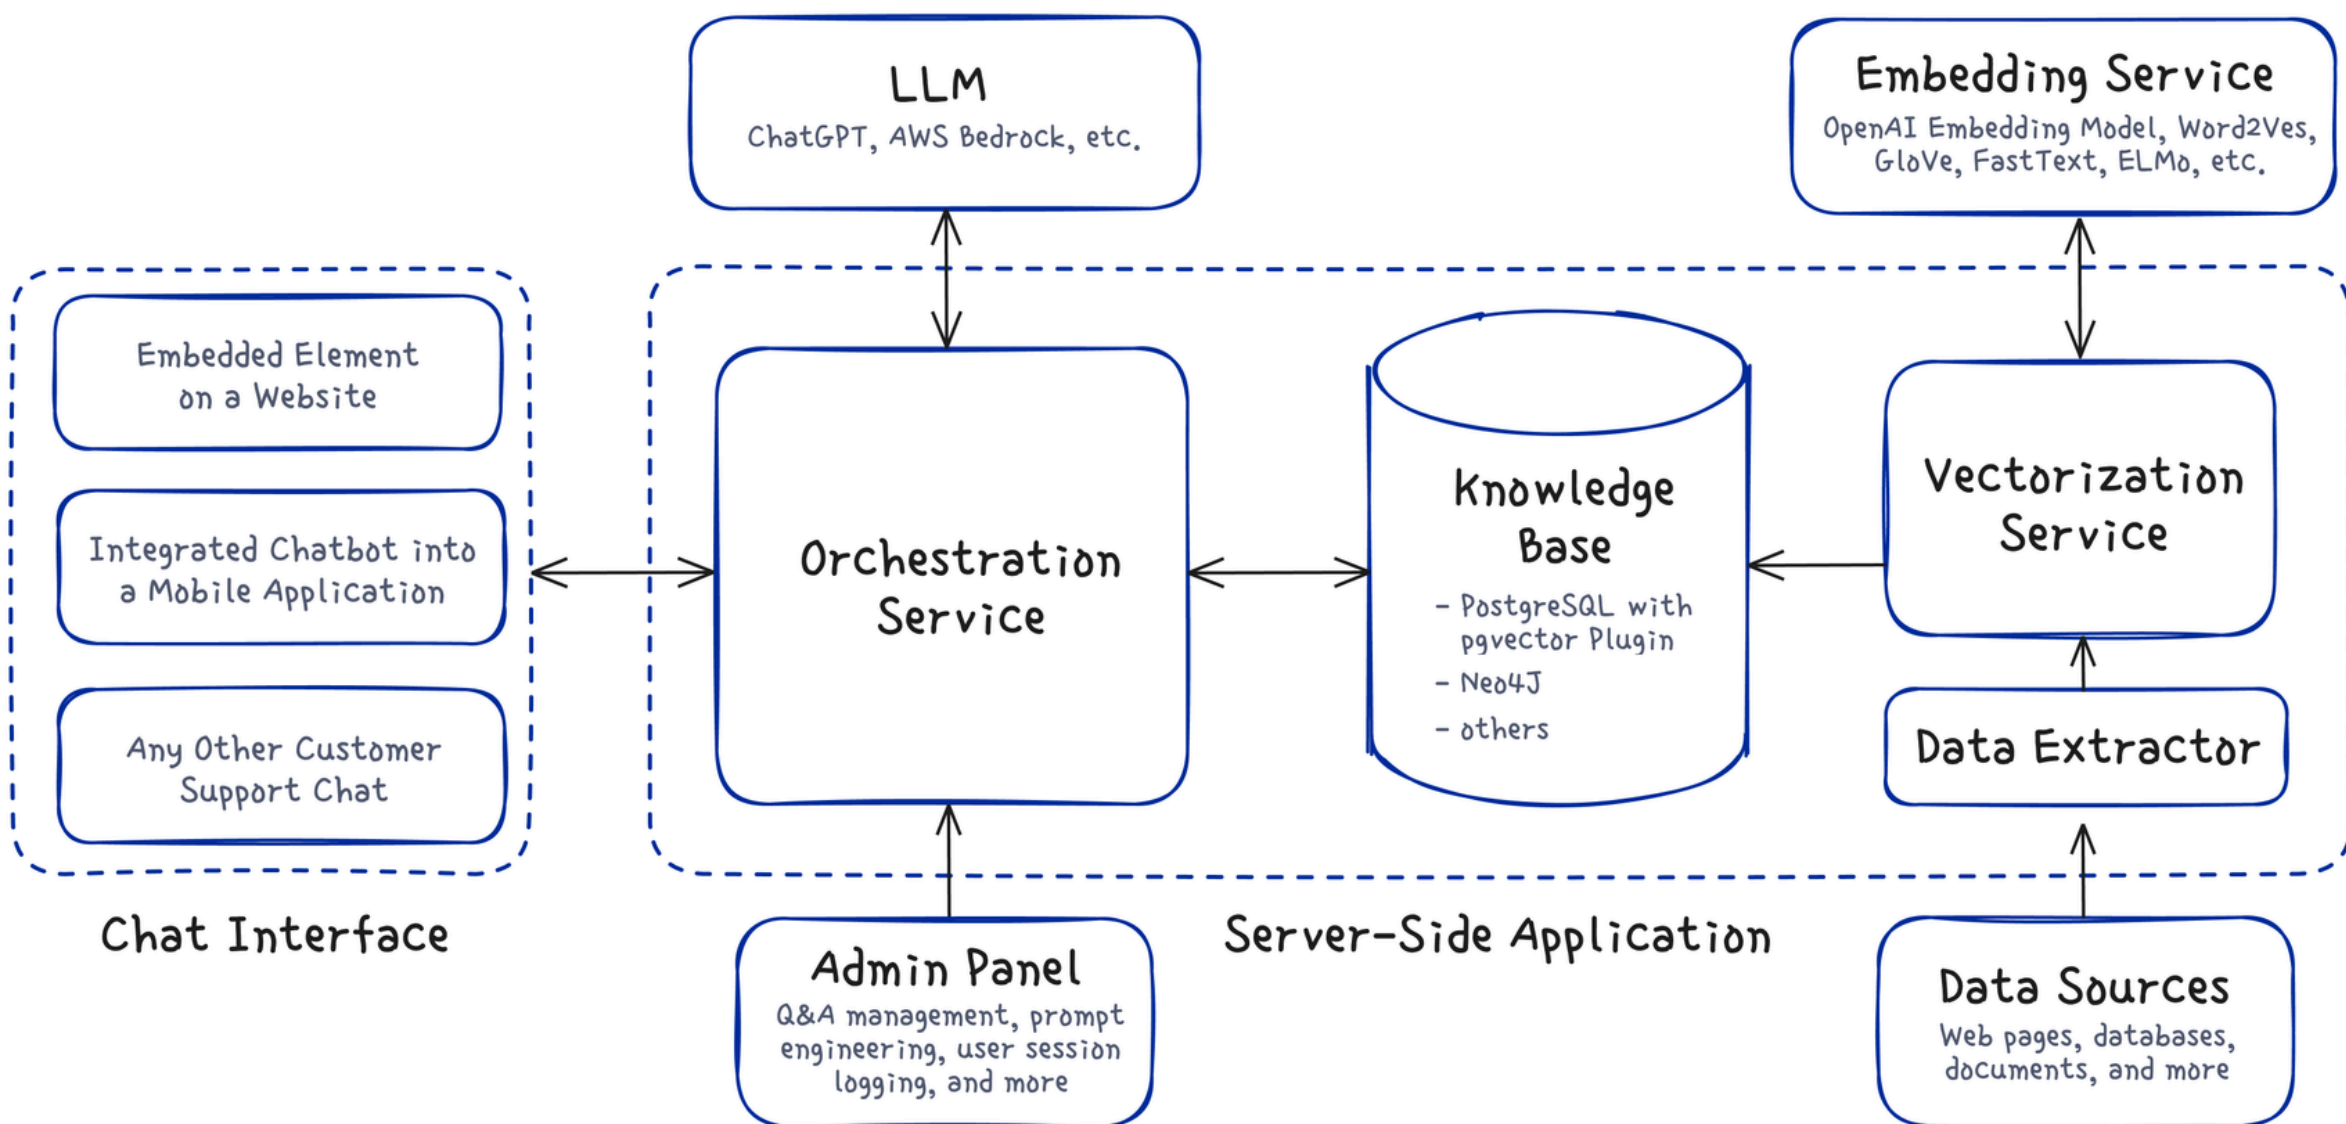 LLM
ChatGPT, AWS Bedrock, etc.
Embedding Service
OpenAI Embedding Model, Word2Ves,
GloVe, FastText, ELMo, etc.
Embedded Element
on a Website
Integrated Chatbot into
a Mobile Application
Any Other Customer
Support Chat
Chat Interface
Orchestration
Service
Knowledge
Base
- PostgreSQL with
pgvector Plugin
- Neo4J
- others
Vectorization
Service
Data Extractor
Server-Side Application
Admin Panel
Q&A management, prompt
engineering, user session
logging, and more
Data Sources
Web pages, databases,
documents, and more